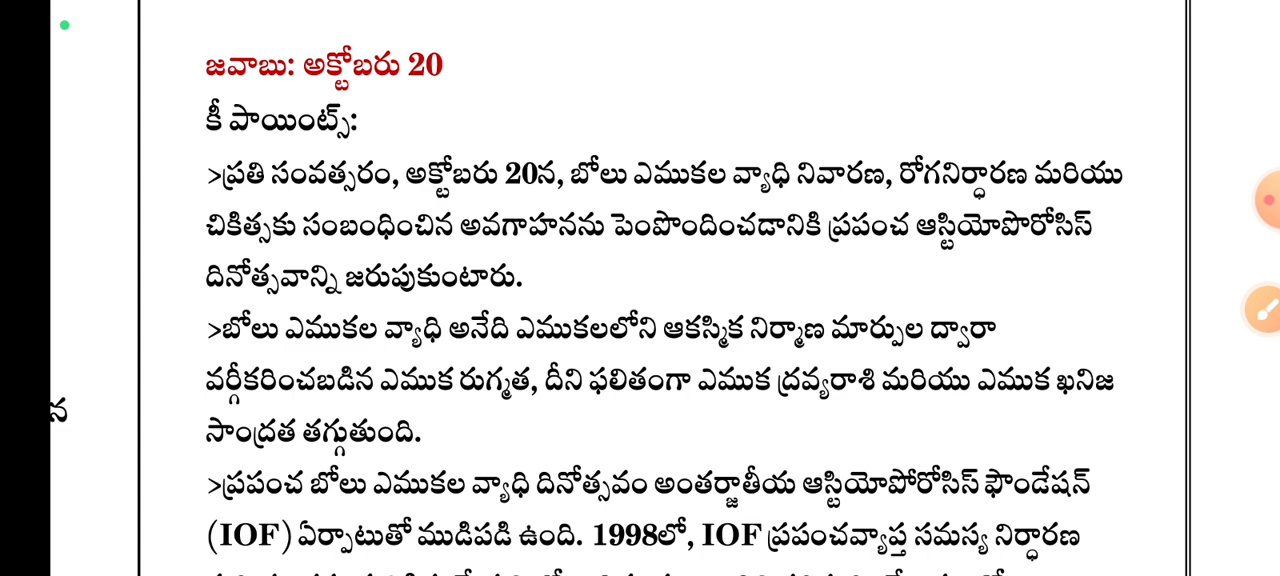 జవాబు: అక్టోబరు 20
కీ పాయింట్స్:
>ప్రతి సంవత్సరం, అక్టోబరు 20న, బోలు ఎముకల వ్యాధి నివారణ, రోగనిర్ధారణ మరియు
చికిత్సకు సంబంధించిన అవగాహనను పెంపొందించడానికి ప్రపంచ ఆస్టియోపొరోసిస్
దినోత్సవాన్ని జరుపుకుంటారు.
>బోలు ఎముకల వ్యాధి అనేది ఎముకలలోని ఆకస్మిక నిర్మాణ మార్పుల ద్వారా
వర్గీకరించబడిన ఎముక రుగ్మత, దీని ఫలితంగా ఎముక ద్రవ్యరాశి మరియు ఎముక ఖనిజ
న
సాంద్రత తగ్గుతుంది.
>ప్రపంచ బోలు ఎముకల వ్యాధి దినోత్సవం అంతర్జాతీయ ఆస్టియోపోరోసిస్ ఫౌండేషన్
(IOF) ఏర్పాటుతో ముడిపడి ఉంది. 1998లో, IOF ప్రపంచవ్యాప్త సమస్య నిర్ధారణ